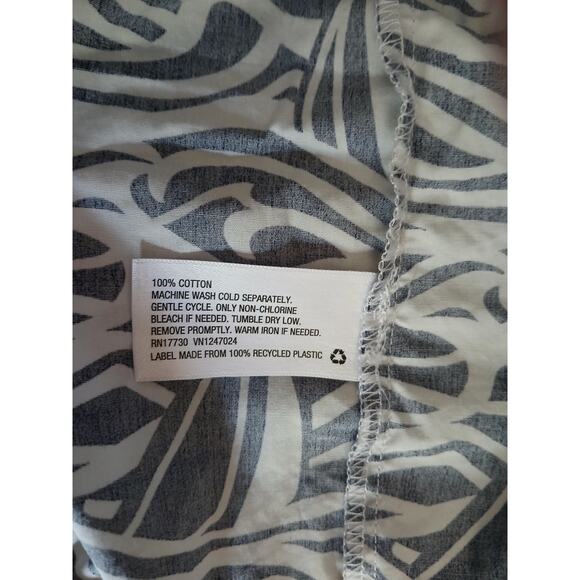 100% COTTON
MACHINE WASH COLD SEPARATELY.
GENTLE CYCLE. ONLY NON-CHLORINE
BLEACH IF NEEDED. TUMBLE DRY LOW.
REMOVE PROMPTLY. WARM IRON IF NEEDED.
RN17730 VN1247024
LABEL MADE FROM 100% RECYCLED PLASTIC